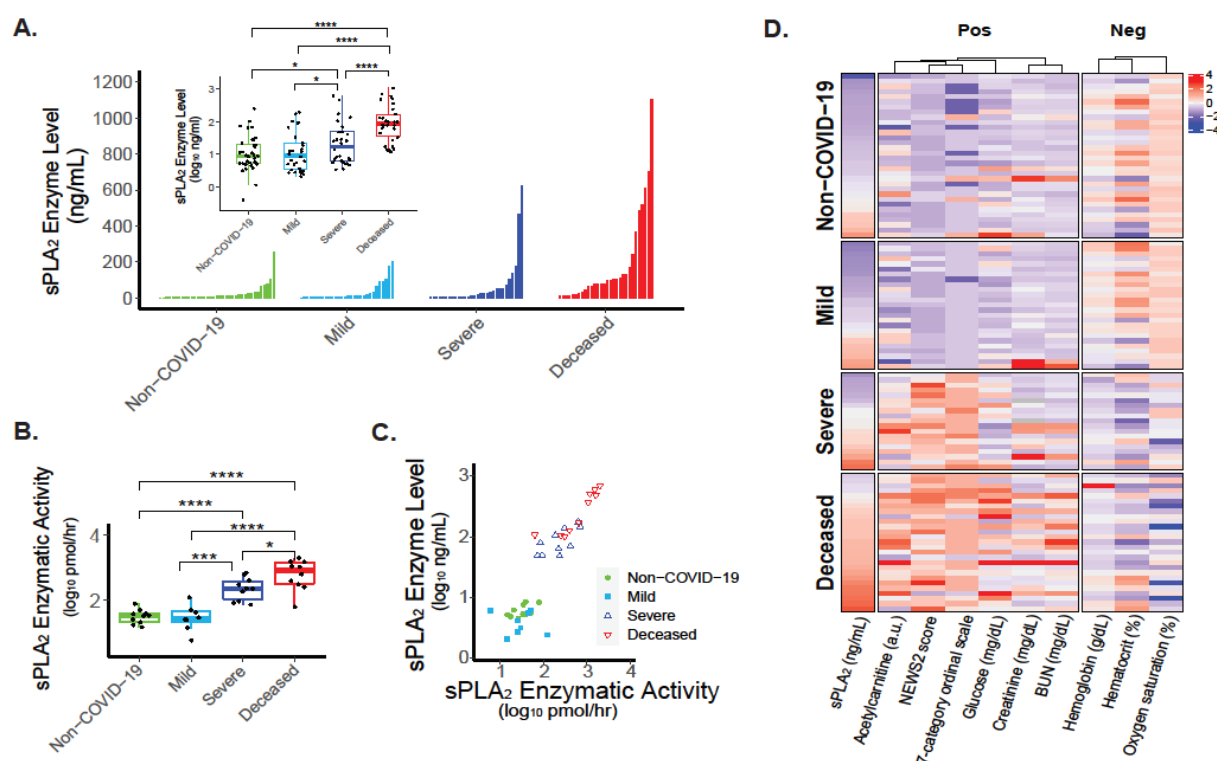 A.
sPLA₂ Enzyme Level
(ng/mL)
1200
1000
800
600
400
200
0
Non−COVID−19
Mild
Severe
Deceased
****
****
*
****
*
sPLA₂ Enzyme Level
(log₁₀ ng/ml)
3
2
1
0
Non−COVID−19
Mild
Severe
Deceased
B.
sPLA₂ Enzymatic Activity
(log₁₀ pmol/hr)
4
2
****
****
****
***
*
Non−COVID−19
Mild
Severe
Deceased
C.
sPLA₂ Enzyme Level
(log₁₀ ng/mL)
3
2
1
0
Non−COVID−19
Mild
Severe
Deceased
1
2
3
4
sPLA₂ Enzymatic Activity
(log₁₀ pmol/hr)
D.
Pos
Neg
4
2
0
−2
−4
Non−COVID−19
Mild
Severe
Deceased
sPLA₂ (ng/mL)
Acetylcarnitine (a.u.)
NEWS2 score
7−category ordinal scale
Glucose (mg/dL)
Creatinine (mg/dL)
BUN (mg/dL)
Hemoglobin (g/dL)
Hematocrit (%)
Oxygen saturation (%)